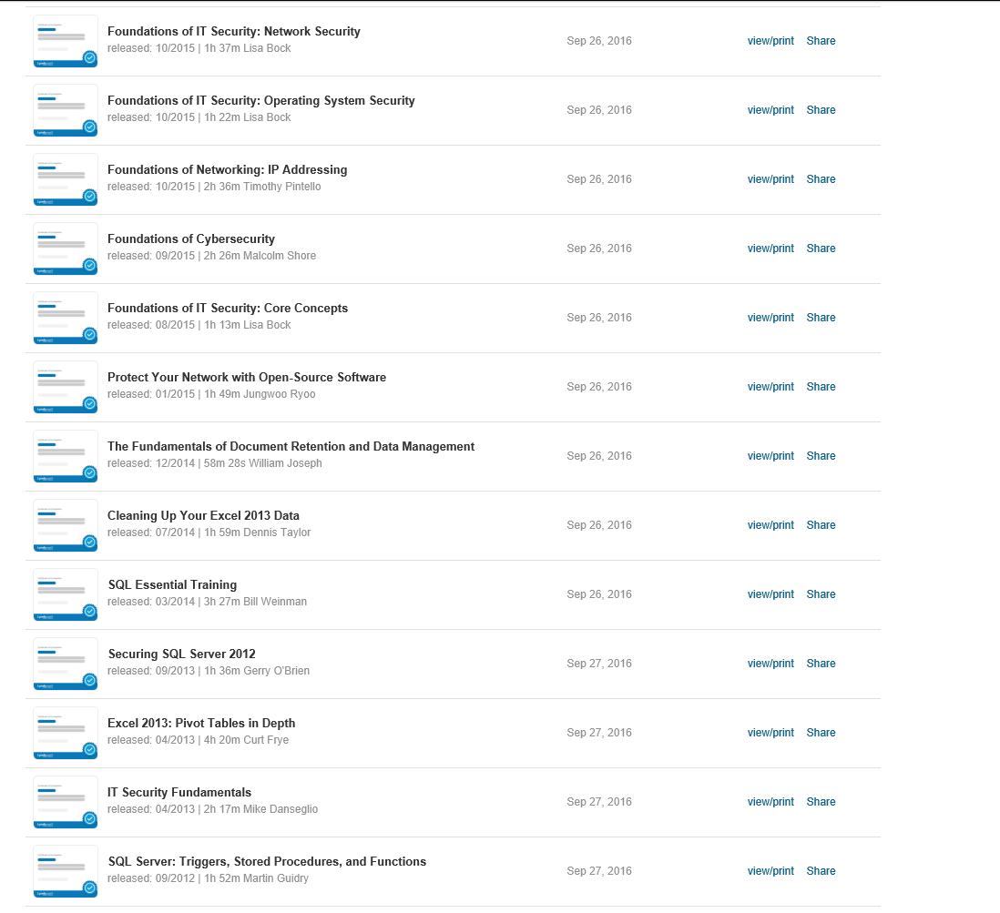 Foundations of IT Security: Network Security
released: 10/2015 | 1h 37m Lisa Bock
Sep 26, 2016
view/print Share
Foundations of IT Security: Operating System Security
released: 10/2015 | 1h 22m Lisa Bock
Sep 26, 2016
view/print Share
Foundations of Networking: IP Addressing
released: 10/2015 | 2h 36m Timothy Pintello
Sep 26, 2016
view/print Share
Foundations of Cybersecurity
released: 09/2015 | 2h 26m Malcolm Shore
Sep 26, 2016
view/print Share
Foundations of IT Security: Core Concepts
released: 08/2015 | 1h 13m Lisa Bock
Sep 26, 2016
view/print Share
Protect Your Network with Open-Source Software
released: 01/2015 | 1h 49m Jungwoo Ryoo
Sep 26, 2016
view/print Share
The Fundamentals of Document Retention and Data Management
released: 12/2014 | 58m 28s William Joseph
Sep 26, 2016
view/print Share
Cleaning Up Your Excel 2013 Data
released: 07/2014 | 1h 59m Dennis Taylor
Sep 26, 2016
view/print Share
SQL Essential Training
released: 03/2014 | 3h 27m Bill Weinman
Sep 26, 2016
view/print Share
Securing SQL Server 2012
released: 09/2013 | 1h 36m Gerry O'Brien
Sep 27, 2016
view/print Share
Excel 2013: Pivot Tables in Depth
released: 04/2013 | 4h 20m Curt Frye
Sep 27, 2016
view/print Share
IT Security Fundamentals
released: 04/2013 | 2h 17m Mike Danseglio
Sep 27, 2016
view/print Share
SQL Server: Triggers, Stored Procedures, and Functions
released: 09/2012 | 1h 52m Martin Guidry
Sep 27, 2016
view/print Share